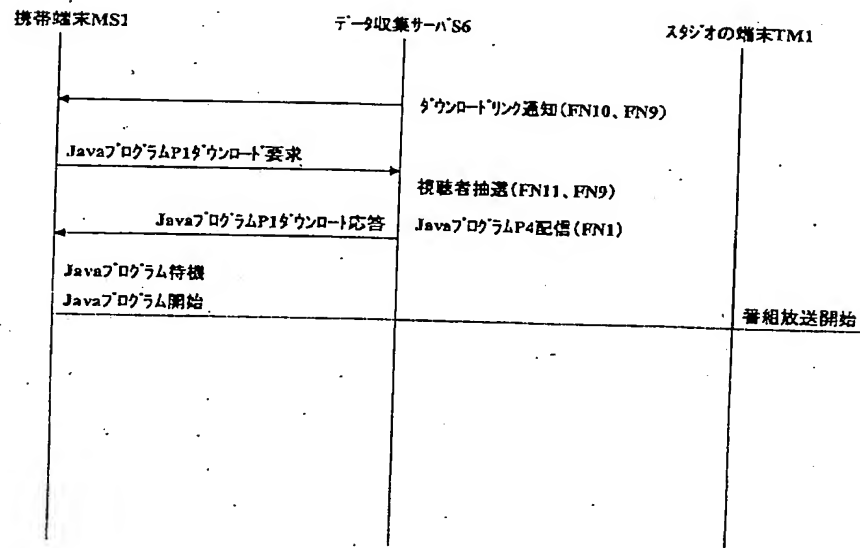 携帯端末MS1
データ収集サーバS6
スタジオの端末TM1
ダウンロードリンク通知(FN10、FN9)
JavaプログラムP1ダウンロード要求
視聴者抽選(FN11、FN9)
JavaプログラムP1ダウンロード応答
JavaプログラムP4配信(FN1)
Javaプログラム待機
Javaプログラム開始
番組放送開始